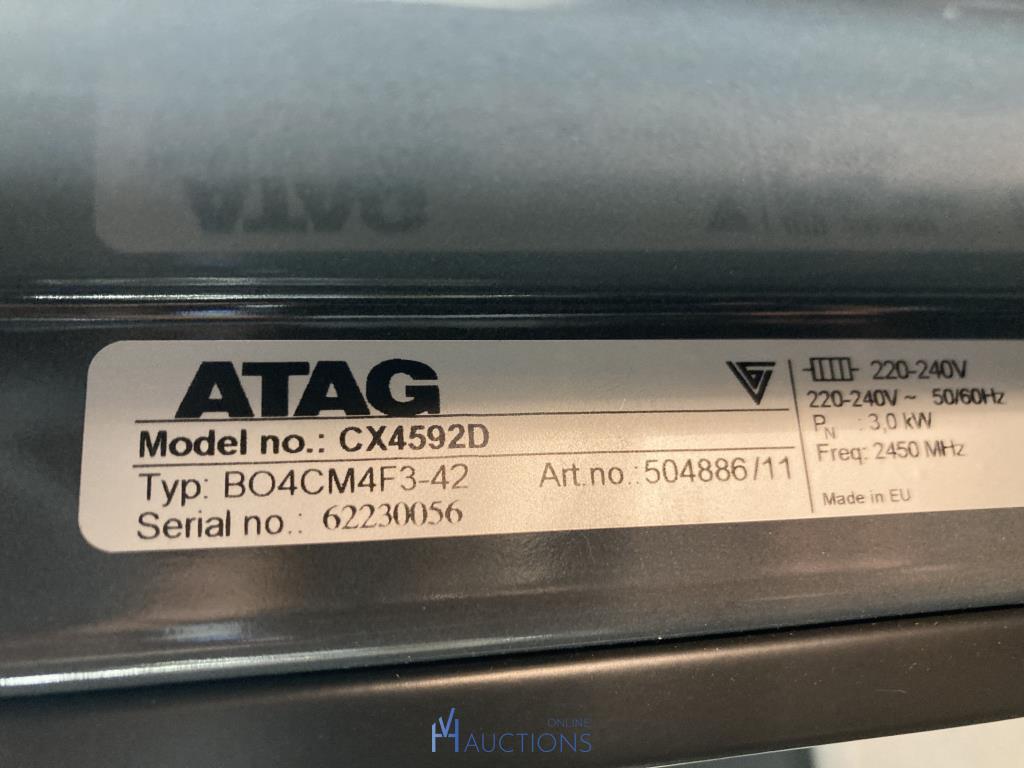 ATAG
Model no.: CX4592D
Typ: BO4CM4F3-42 Art.no.: 504886/11
Serial no.: 62230056
220-240V
220-240V ~ 50/60Hz
PN : 3,0 kW
Freq: 2450 MHz
Made in EU
VH ONLINE
AUCTIONS